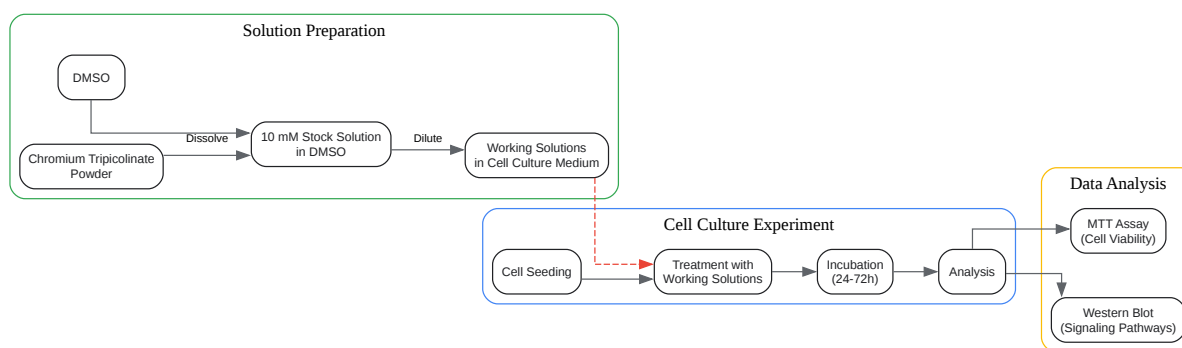 Solution Preparation
DMSO
Dissolve
Chromium Tripicolinate
Powder
10 mM Stock Solution
in DMSO
Dilute
Working Solutions
in Cell Culture Medium
Cell Culture Experiment
Cell Seeding
Treatment with
Working Solutions
Incubation
(24-72h)
Analysis
Data Analysis
MTT Assay
(Cell Viability)
Western Blot
(Signaling Pathways)